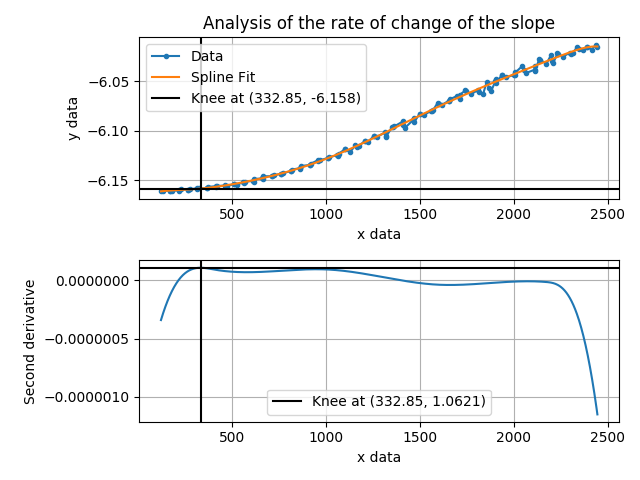 Analysis of the rate of change of the slope
Data
Spline Fit
Knee at (332.85, -6.158)
y data
−6.05
−6.10
−6.15
500
1000
1500
2000
2500
x data
Second derivative
0.0000000
−0.0000005
−0.0000010
Knee at (332.85, 1.0621)
500
1000
1500
2000
2500
x data